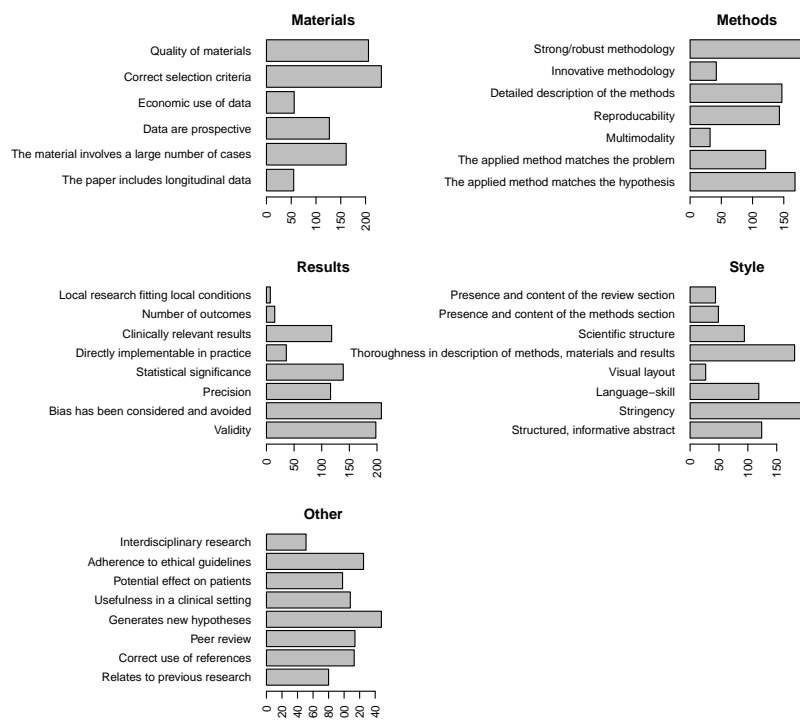 Materials
Quality of materials
Correct selection criteria
Economic use of data
Data are prospective
The material involves a large number of cases
The paper includes longitudinal data
0
50
100
150
200
Methods
Strong/robust methodology
Innovative methodology
Detailed description of the methods
Reproducability
Multimodality
The applied method matches the problem
The applied method matches the hypothesis
0
50
100
150
Results
Local research fitting local conditions
Number of outcomes
Clinically relevant results
Directly implementable in practice
Statistical significance
Precision
Bias has been considered and avoided
Validity
0
50
100
150
200
Style
Presence and content of the review section
Presence and content of the methods section
Scientific structure
Thoroughness in description of methods, materials and results
Visual layout
Language−skill
Stringency
Structured, informative abstract
0
50
100
150
Other
Interdisciplinary research
Adherence to ethical guidelines
Potential effect on patients
Usefulness in a clinical setting
Generates new hypotheses
Peer review
Correct use of references
Relates to previous research
0
20
40
60
80
00
20
40